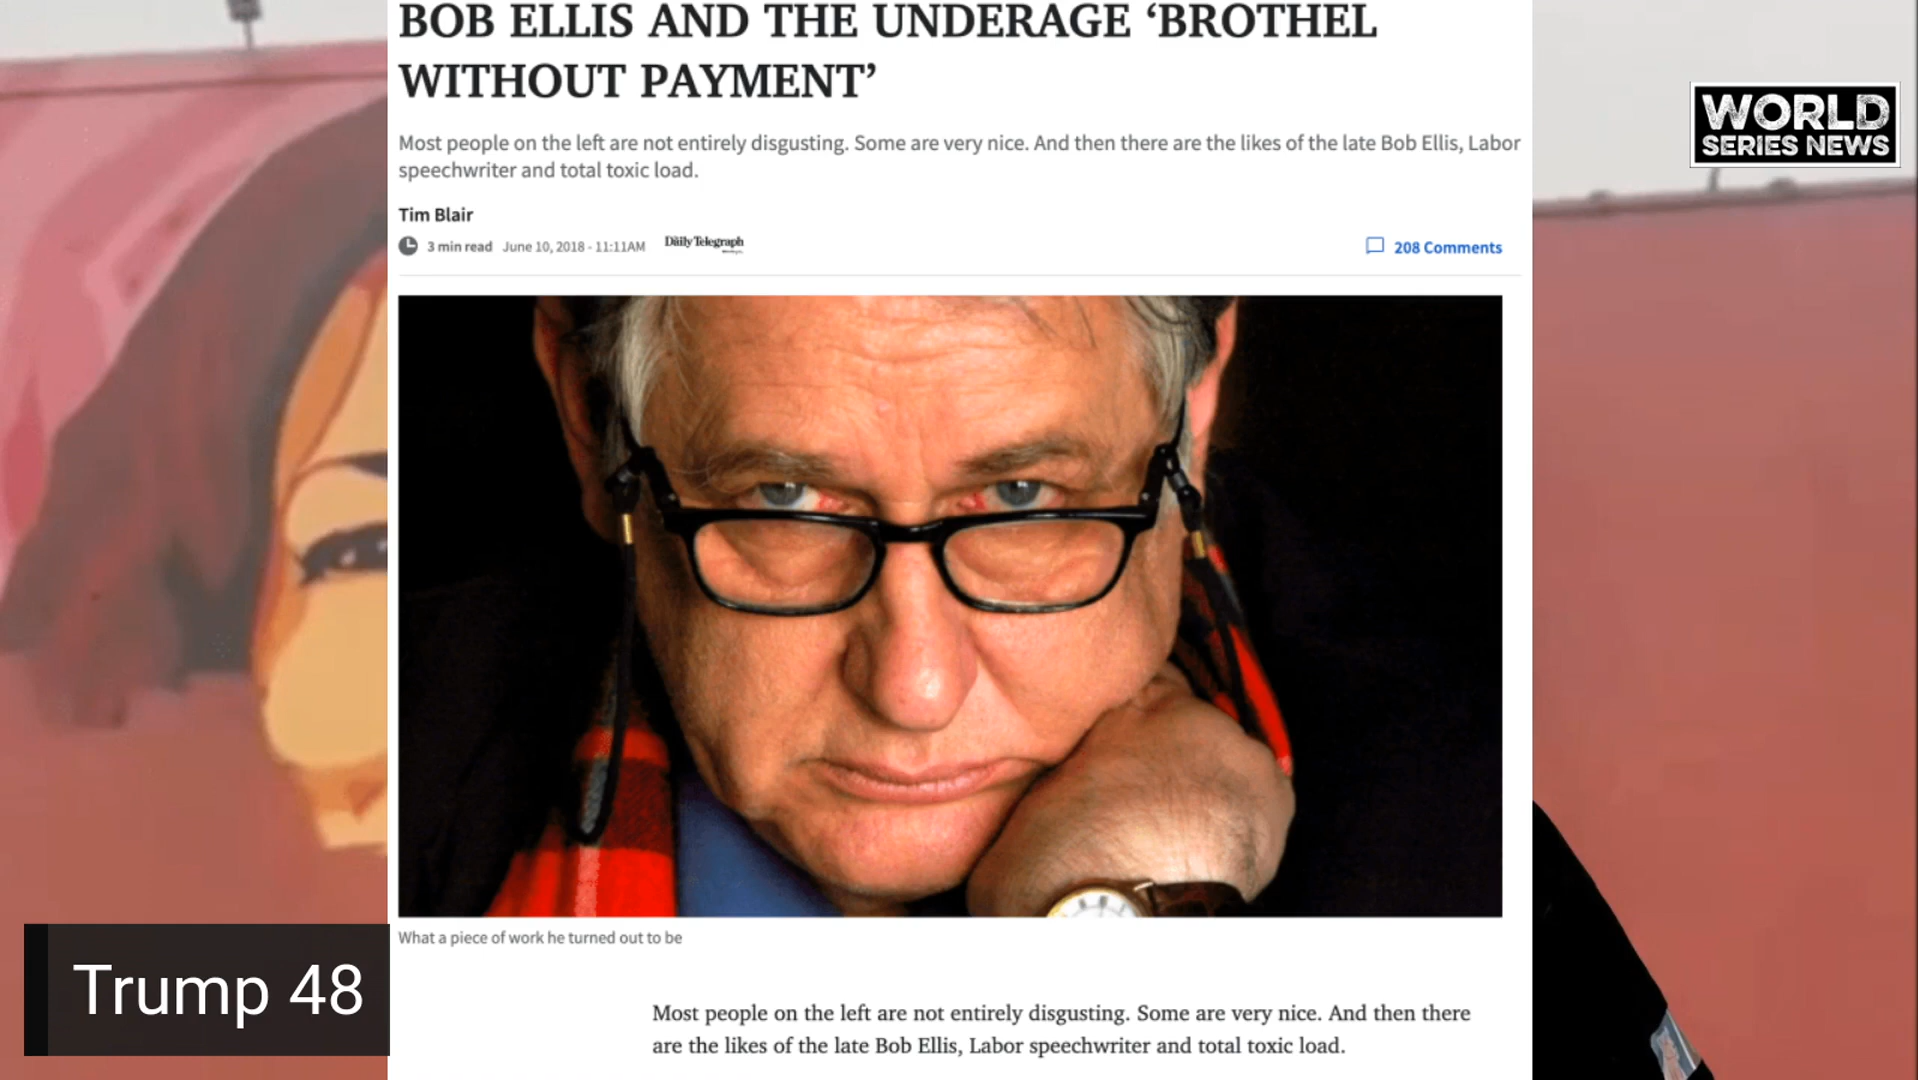 BOB ELLIS AND THE UNDERAGE ‘BROTHEL
WITHOUT PAYMENT’
Most people on the left are not entirely disgusting. Some are very nice. And then there are the likes of the late Bob Ellis, Labor
speechwriter and total toxic load.
Tim Blair
3 min read June 10, 2018 - 11:11AM Daily Telegraph
208 Comments
WORLD
SERIES NEWS
What a piece of work he turned out to be
Trump 48
Most people on the left are not entirely disgusting. Some are very nice. And then there
are the likes of the late Bob Ellis, Labor speechwriter and total toxic load.